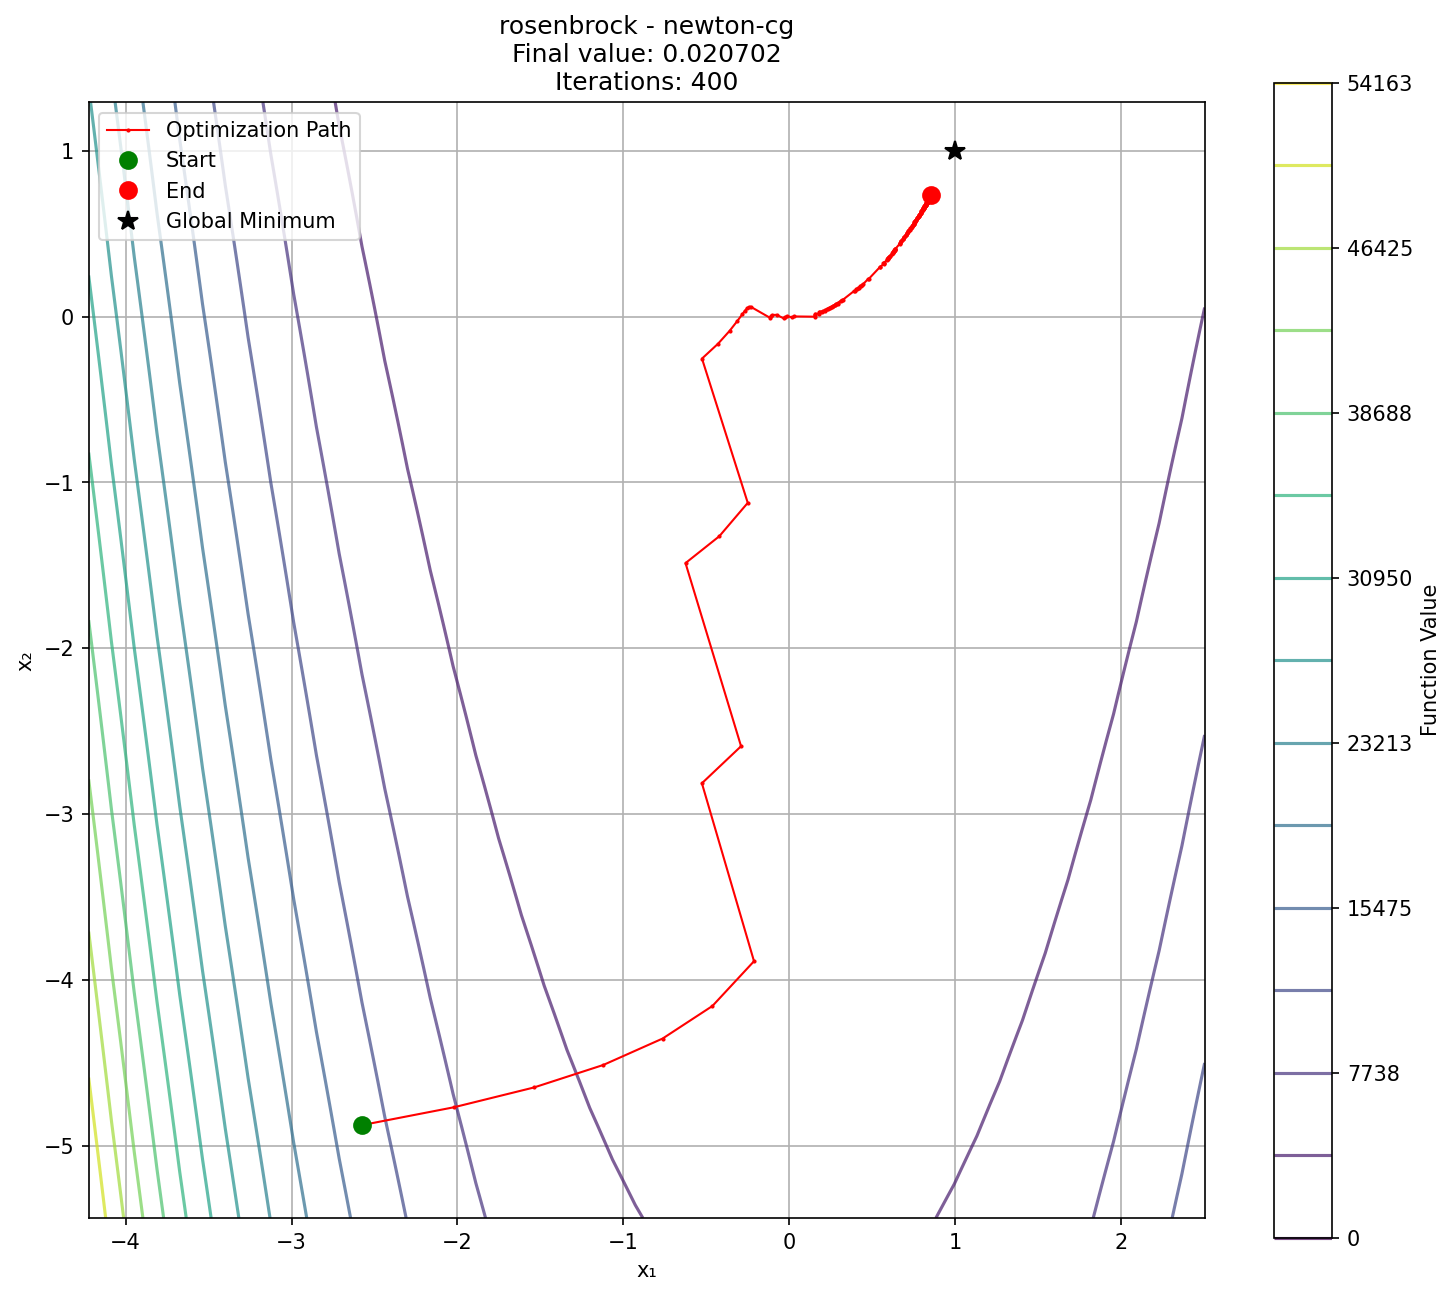 rosenbrock - newton-cg
Final value: 0.020702
Iterations: 400
Optimization Path
Start
End
Global Minimum
1
0
−1
−2
−3
−4
−5
x₂
−4
−3
−2
−1
0
1
2
x₁
54163
46425
38688
30950
23213
15475
7738
0
Function Value